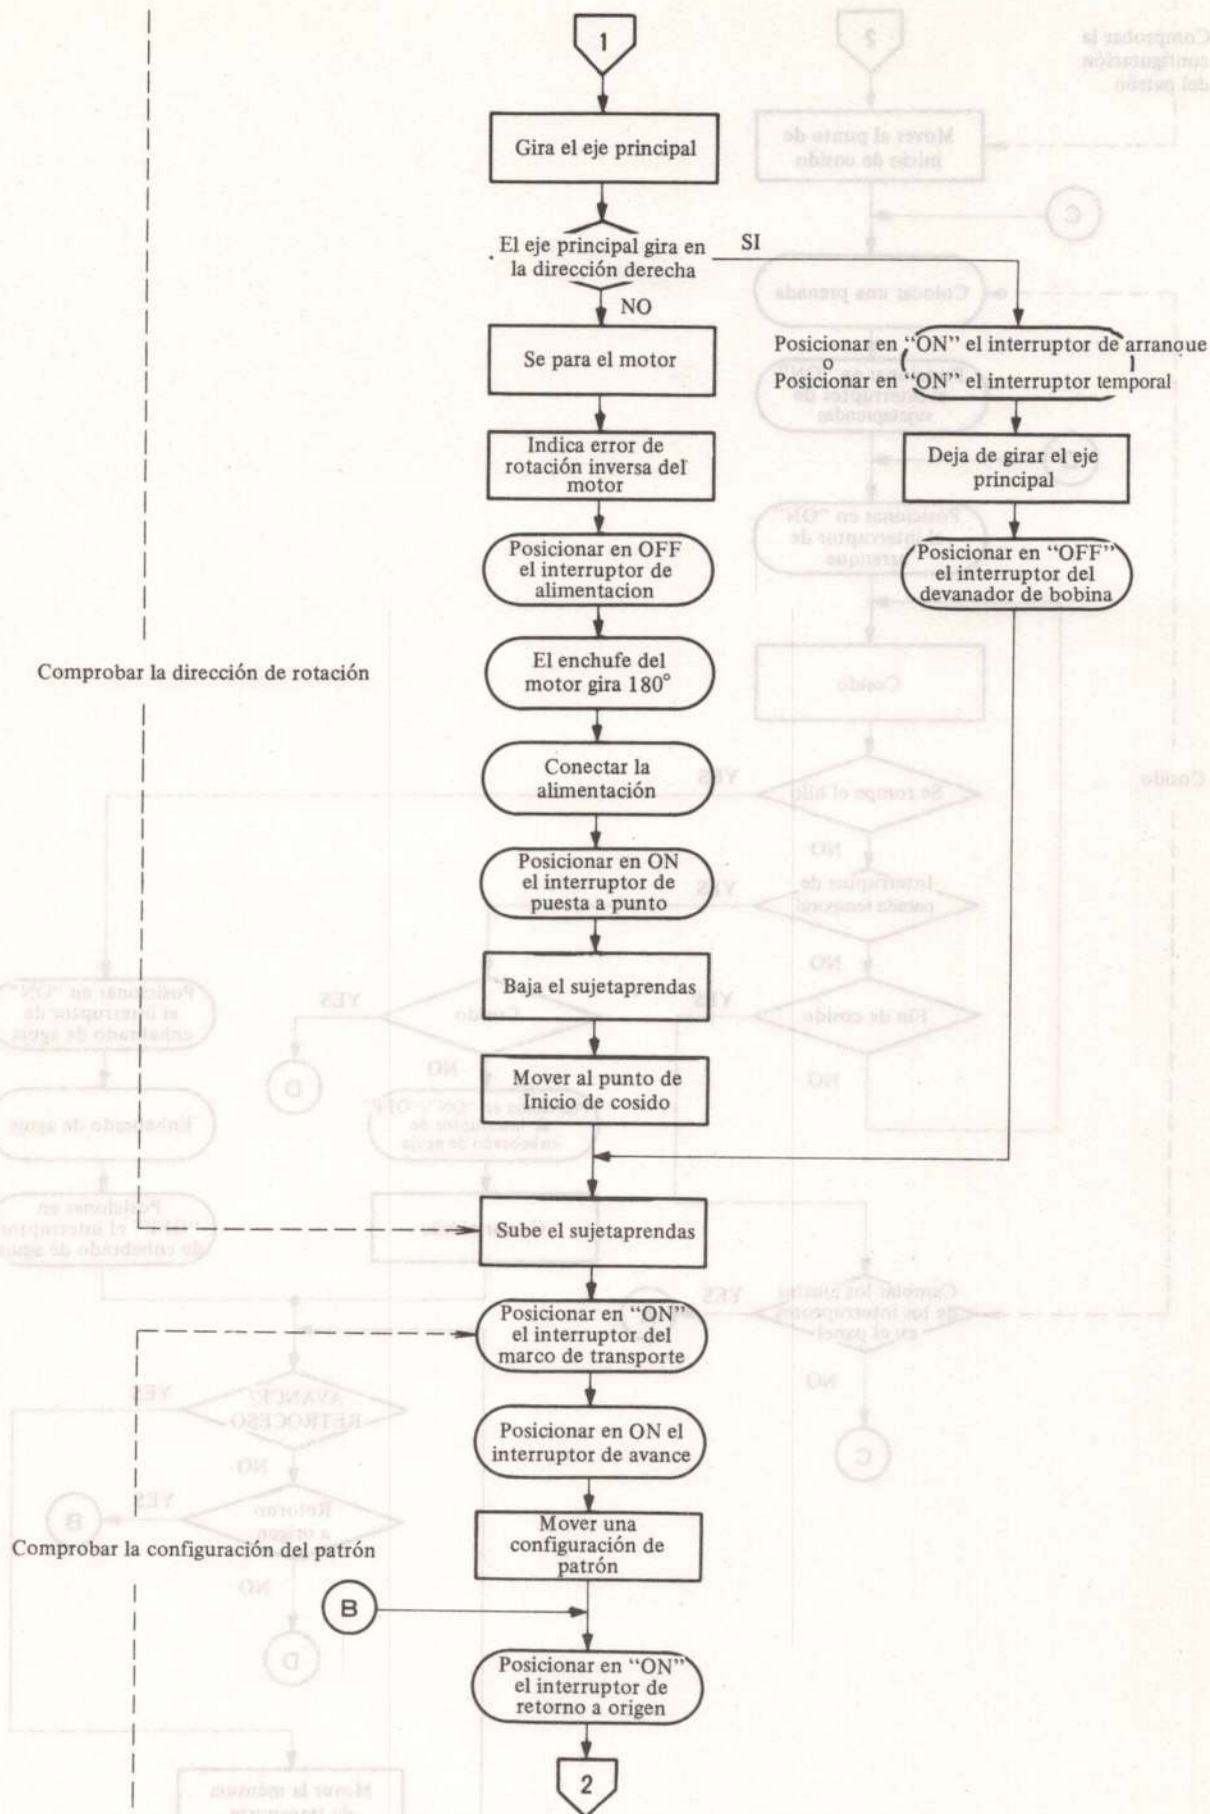 1
Gira el eje principal
El eje principal gira en
la dirección derecha
SI
NO
Se para el motor
Posicionar en "ON" el interruptor de arranque
o
Posicionar en "ON" el interruptor temporal
Indica error de
rotación inversa del
motor
Deja de girar el eje
principal
Posicionar en OFF
el interruptor de
alimentacion
Posicionar en "OFF"
el interruptor del
devanador de bobina
Comprobar la dirección de rotación
El enchufe del
motor gira 180°
Conectar la
alimentación
Posicionar en ON
el interruptor de
puesta a punto
Baja el sujetaprendas
Mover al punto de
Inicio de cosido
Sube el sujetaprendas
Posicionar en "ON"
el interruptor del
marco de transporte
Posicionar en ON el
interruptor de avance
Mover una
configuración de
patrón
Comprobar la configuración del patrón
B
Posicionar en "ON"
el interruptor de
retorno a origen
2